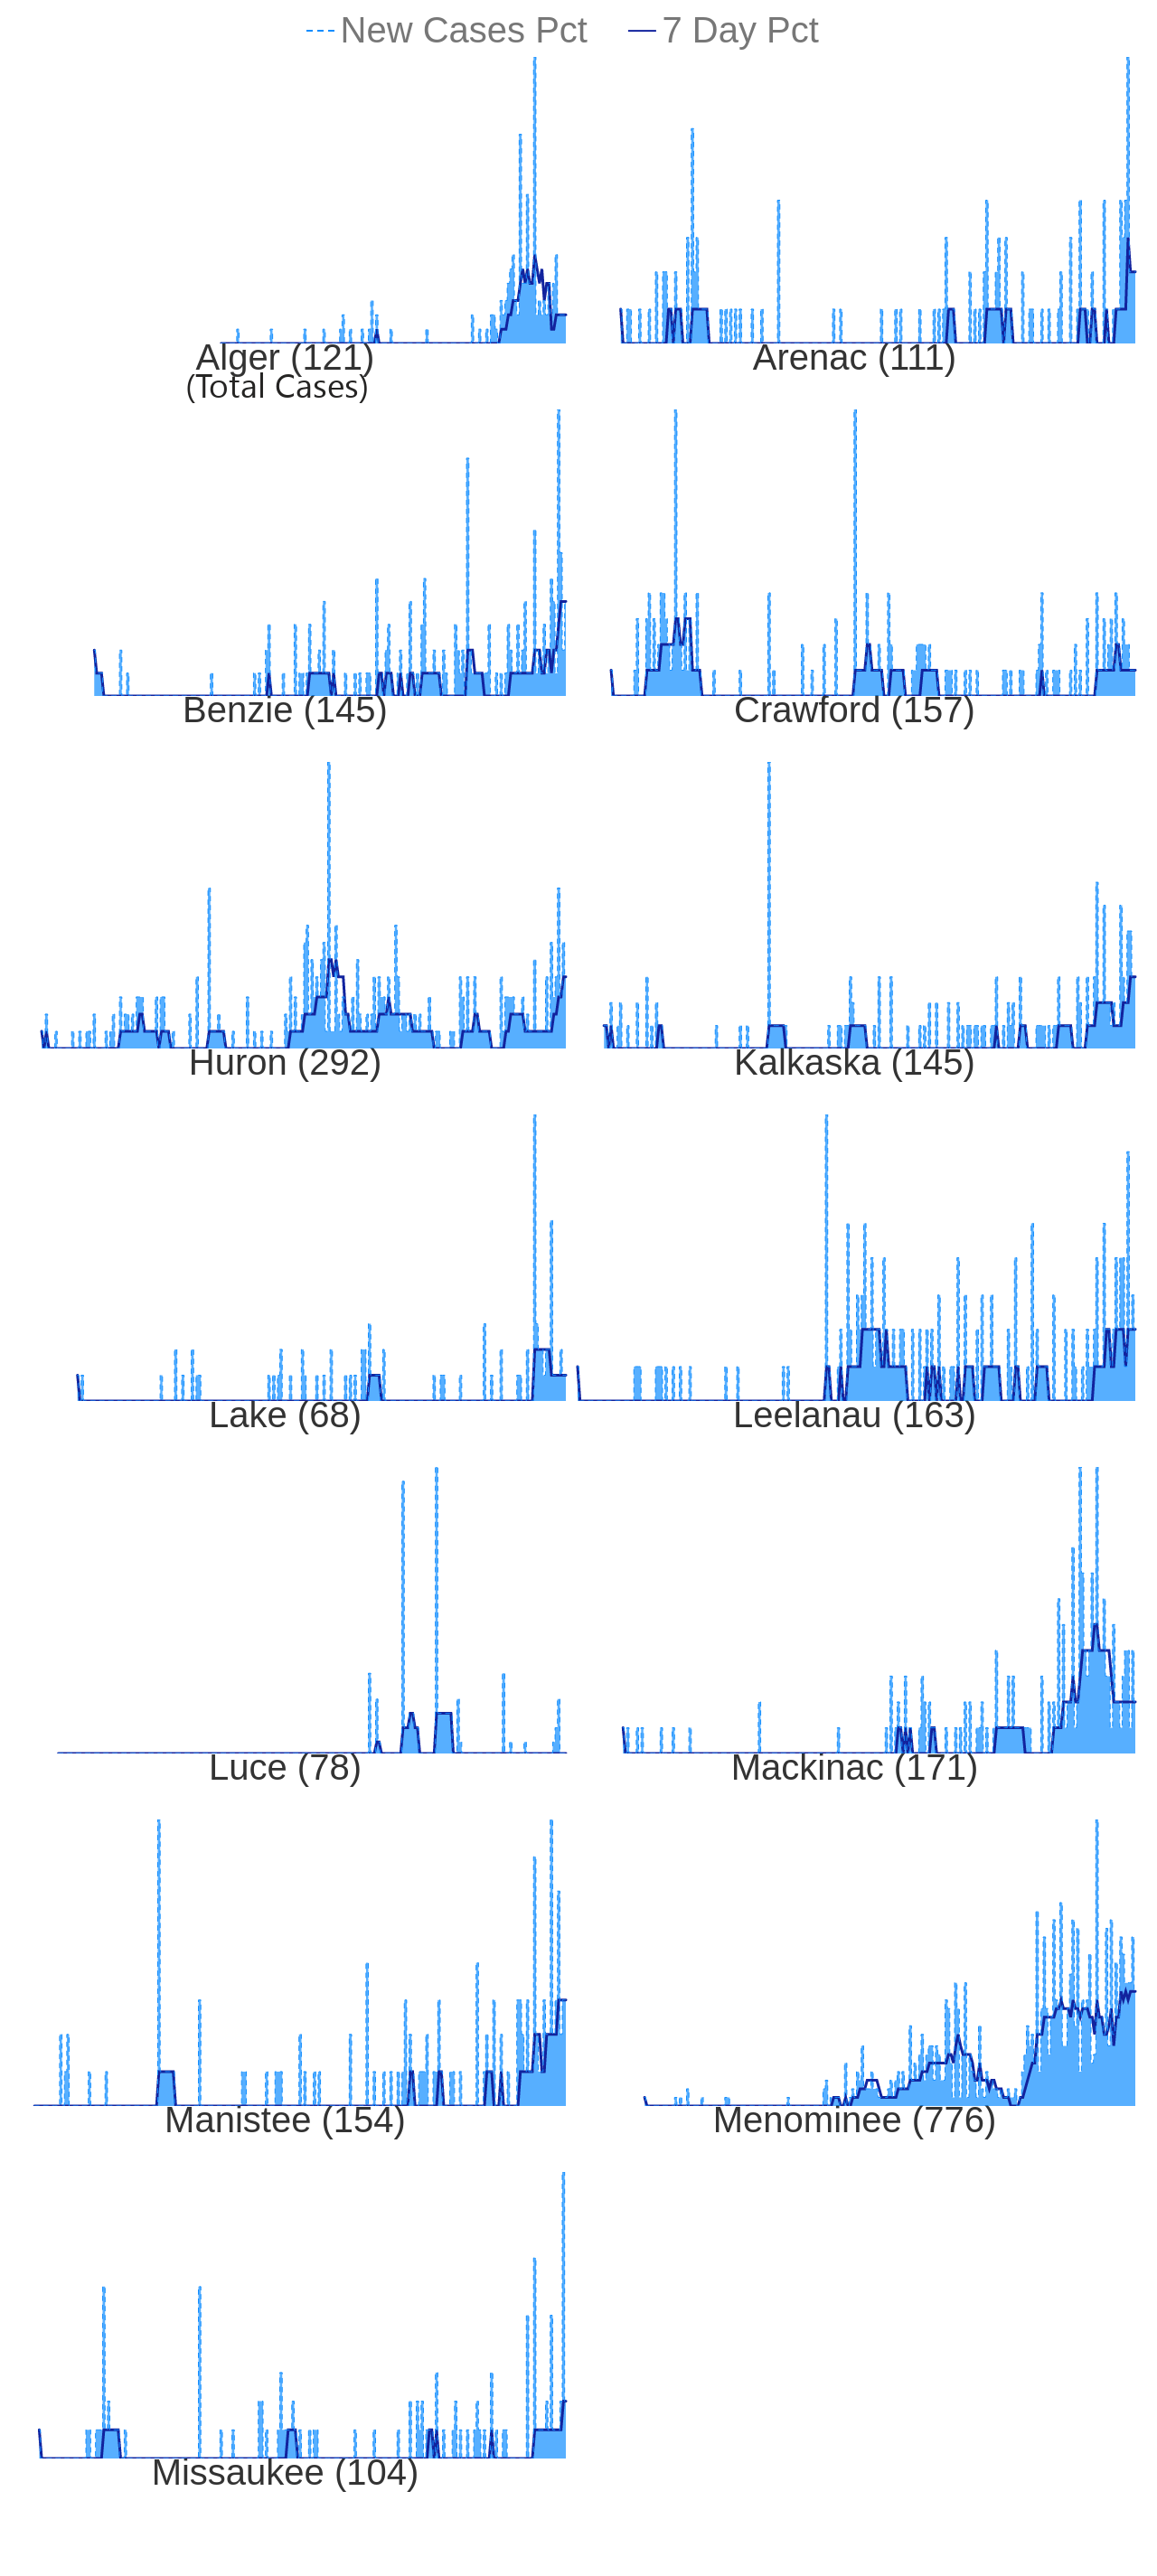 New Cases Pct 7 Day Pct
Alger (121) Arenac (111)
(Total Cases)
Benzie (145) Crawford (157)
Huron (292) Kalkaska (145)
Lake (68) Leelanau (163)
Luce (78) Mackinac (171)
Manistee (154) Menominee (776)
Missaukee (104)